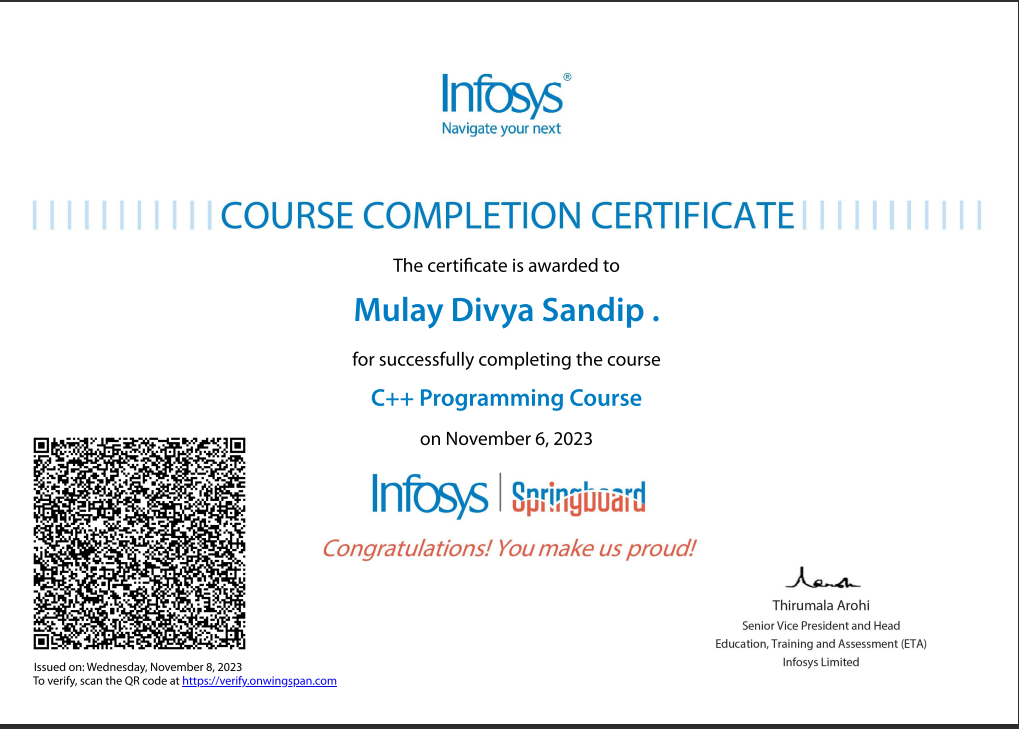 Infosys®
Navigate your next
COURSE COMPLETION CERTIFICATE
The certificate is awarded to
Mulay Divya Sandip .
for successfully completing the course
C++ Programming Course
on November 6, 2023
Infosys | Springboard
Congratulations! You make us proud!
Thirumala Arohi
Senior Vice President and Head
Education, Training and Assessment (ETA)
Infosys Limited
Issued on: Wednesday, November 8, 2023
To verify, scan the QR code at https://verify.onwingspan.com